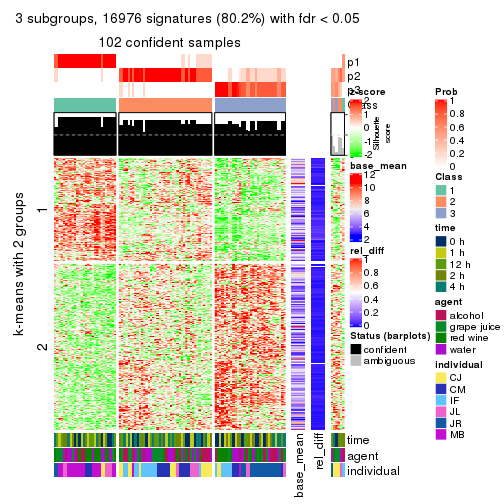 3 subgroups, 16976 signatures (80.2%) with fdr < 0.05
102 confident samples
p1
p2
p3
Class
z-score
2
1
0
-1
-2
Silhouette
score
k-means with 2 groups
1
2
base_mean
12
10
8
6
4
2
rel_diff
1
0.8
0.6
0.4
0.2
0
Status (barplots)
confident
ambiguous
Prob
1
0.8
0.6
0.4
0.2
0
Class
1
2
3
time
0 h
1 h
12 h
2 h
4 h
agent
alcohol
grape juice
red wine
water
individual
CJ
CM
IF
JL
JR
MB
time
agent
individual
base_mean
rel_diff